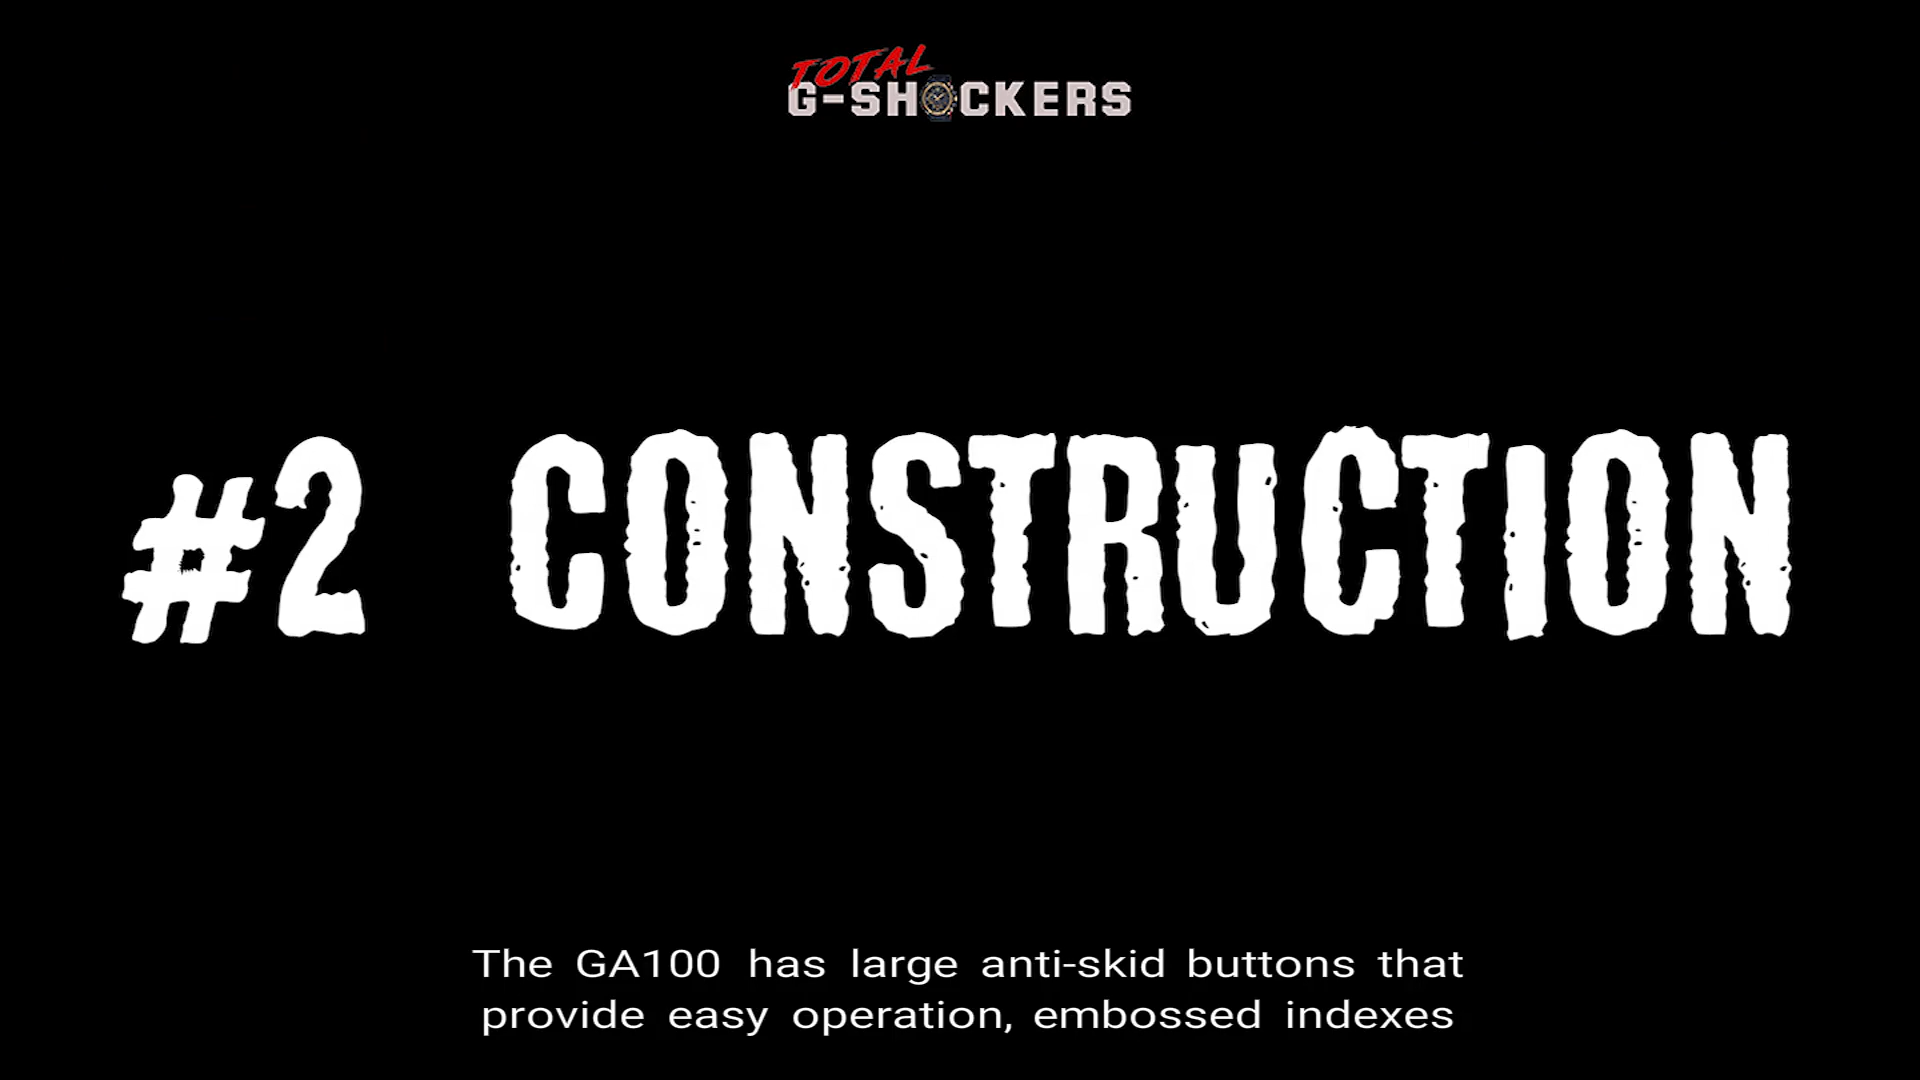 TOTAL
G-SHOCKERS
#2 CONSTRUCTION
The GA100 has large anti-skid buttons that
provide easy operation, embossed indexes